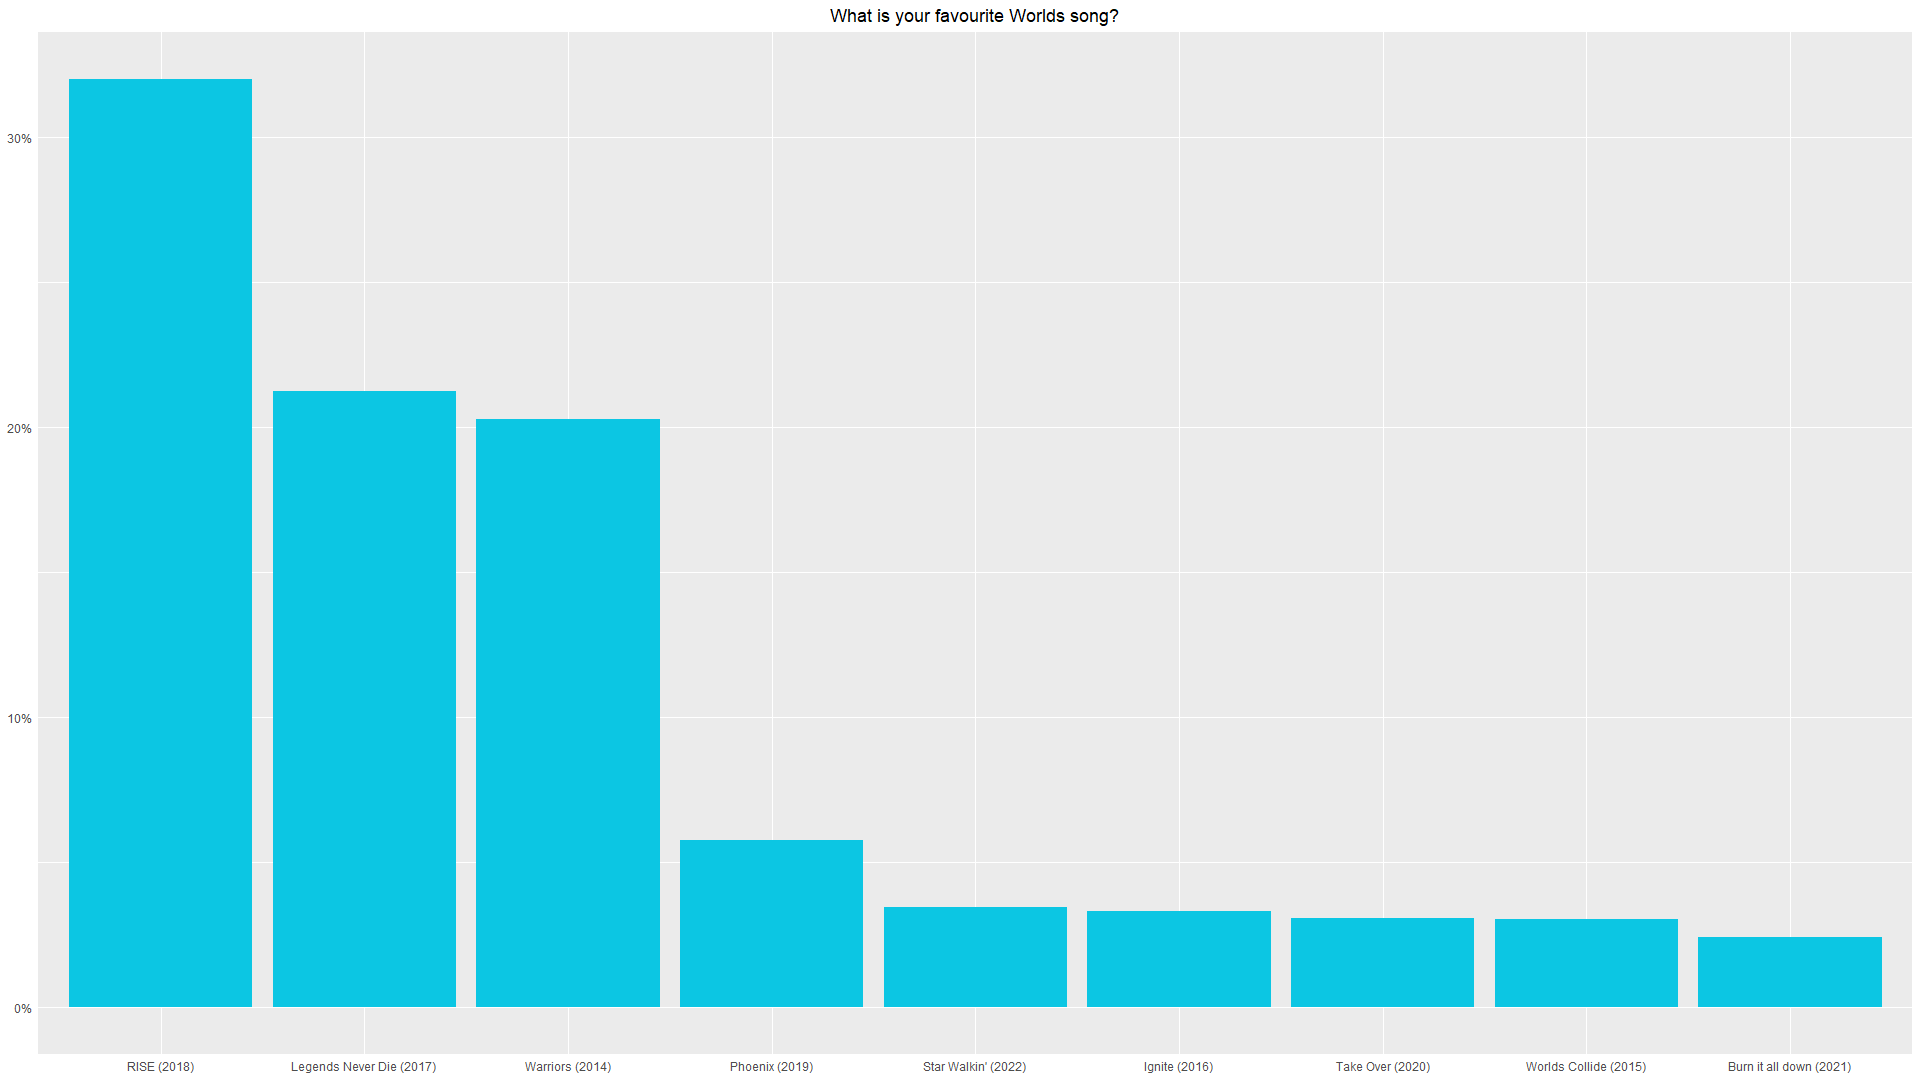 What is your favourite Worlds song?
30%
20%
10%
0%
RISE (2018)
Legends Never Die (2017)
Warriors (2014)
Phoenix (2019)
Star Walkin' (2022)
Ignite (2016)
Take Over (2020)
Worlds Collide (2015)
Burn it all down (2021)